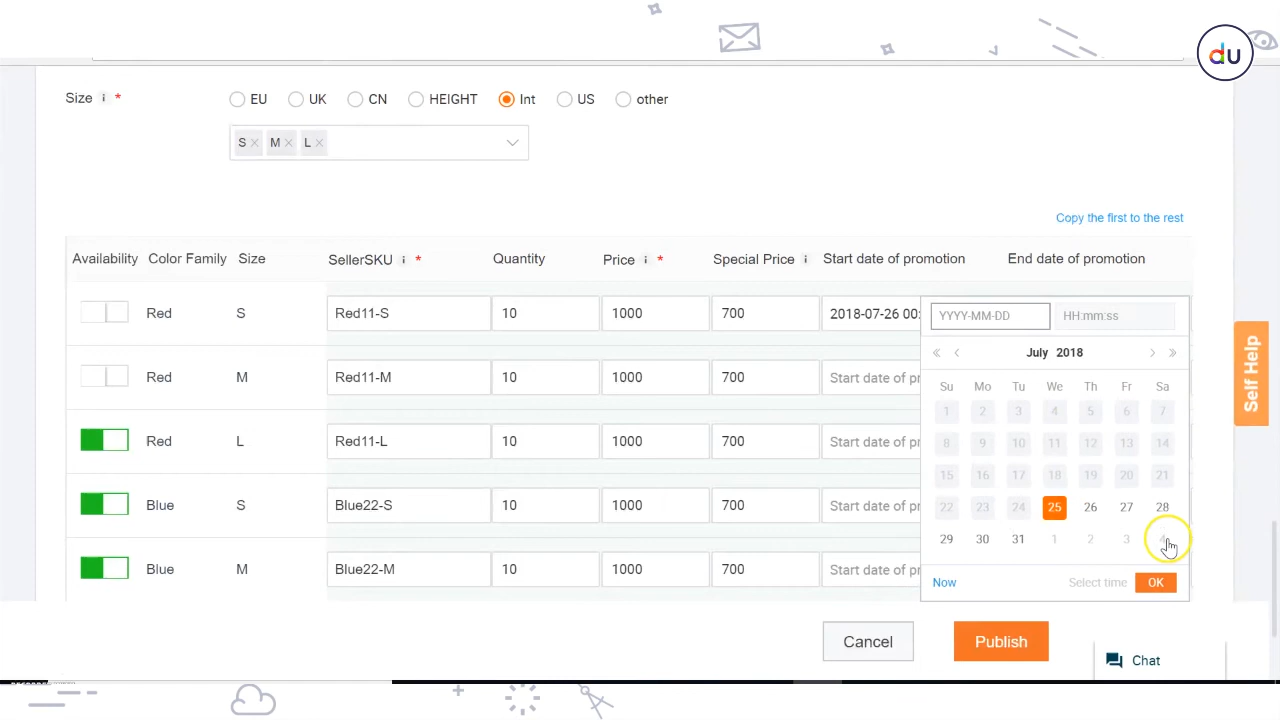 du
Size i *
EU UK CN HEIGHT Int US other
S × M × L ×
Copy the first to the rest
Availability Color Family Size SellerSKU i * Quantity Price i * Special Price i Start date of promotion End date of promotion
Red S Red11-S 10 1000 700 2018-07-26 00:
Red M Red11-M 10 1000 700 Start date of pr
Red L Red11-L 10 1000 700 Start date of pr
Blue S Blue22-S 10 1000 700 Start date of pr
Blue M Blue22-M 10 1000 700 Start date of pr
YYYY-MM-DD HH:mm:ss
« ‹ July 2018 › »
Su Mo Tu We Th Fr Sa
1 2 3 4 5 6 7
8 9 10 11 12 13 14
15 16 17 18 19 20 21
22 23 24 25 26 27 28
29 30 31 1 2 3 4
Now Select time OK
Self Help
Cancel Publish
Chat